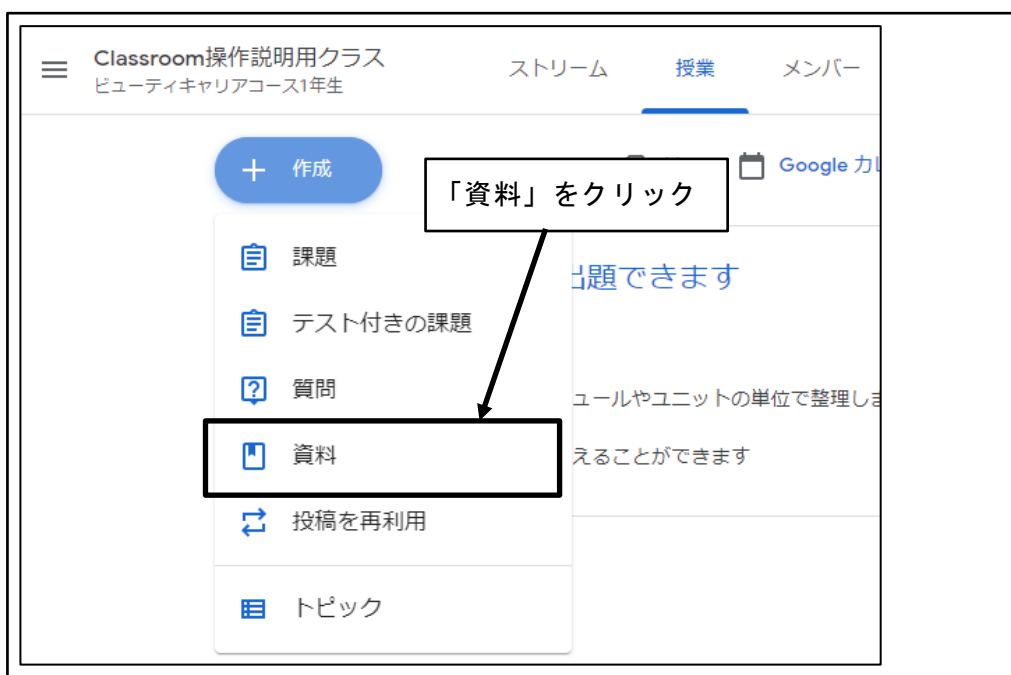 Classroom操作説明用クラス
ビューティキャリアコース1年生
ストリーム
授業
メンバー
作成
Google カレ
「資料」をクリック
課題
出題できます
テスト付きの課題
質問
ュールやユニットの単位で整理しま
資料
えることができます
投稿を再利用
トピック